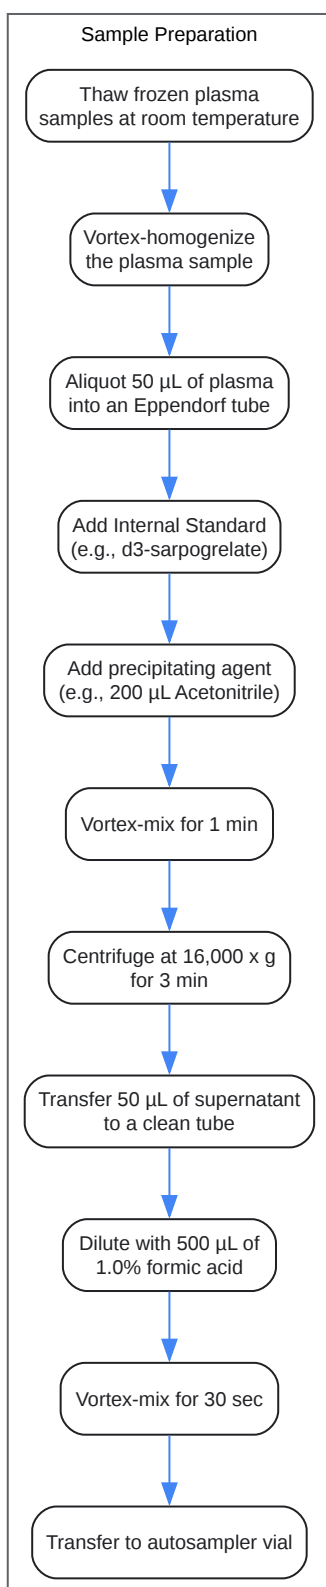 Sample Preparation
Thaw frozen plasma
samples at room temperature
Vortex-homogenize
the plasma sample
Aliquot 50 µL of plasma
into an Eppendorf tube
Add Internal Standard
(e.g., d3-sarpogrelate)
Add precipitating agent
(e.g., 200 µL Acetonitrile)
Vortex-mix for 1 min
Centrifuge at 16,000 x g
for 3 min
Transfer 50 µL of supernatant
to a clean tube
Dilute with 500 µL of
1.0% formic acid
Vortex-mix for 30 sec
Transfer to autosampler vial